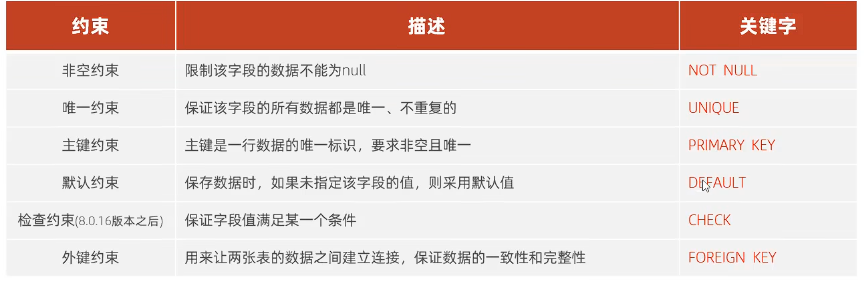 约束 描述 关键字
非空约束 限制该字段的数据不能为null NOT NULL
唯一约束 保证该字段的所有数据都是唯一、不重复的 UNIQUE
主键约束 主键是一行数据的唯一标识，要求非空且唯一 PRIMARY KEY
默认约束 保存数据时，如果未指定该字段的值，则采用默认值 DEFAULT
检查约束(8.0.16版本之后) 保证字段值满足某一个条件 CHECK
外键约束 用来让两张表的数据之间建立连接，保证数据的一致性和完整性 FOREIGN KEY